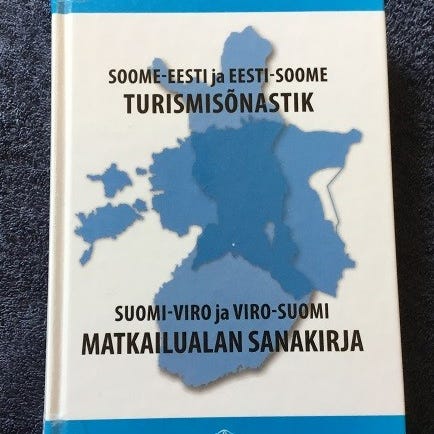 SOOME-EESTI ja EESTI-SOOME
TURISMISÕNASTIK
SUOMI-VIRO ja VIRO-SUOMI
MATKAILUALAN SANAKIRJA